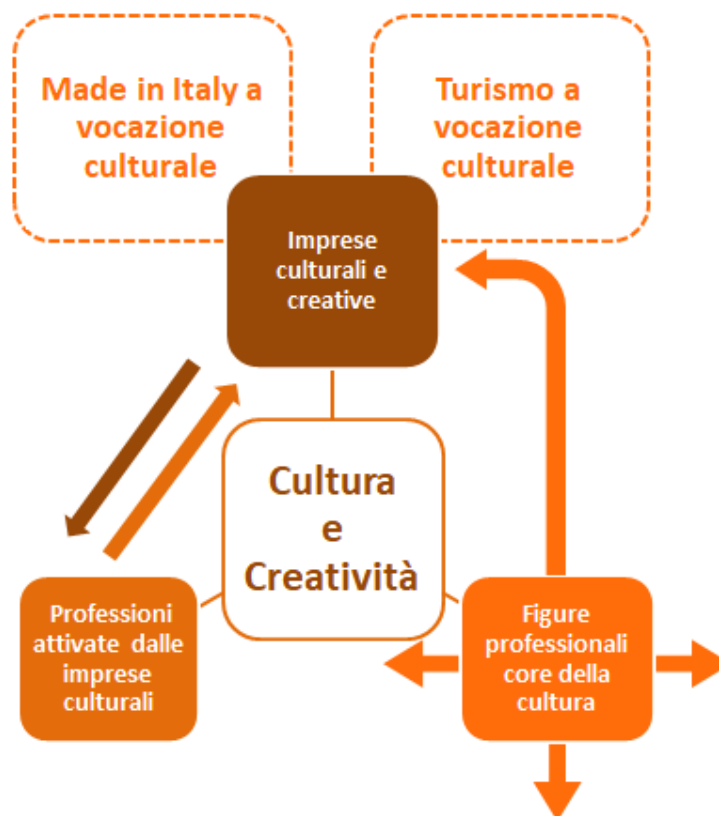 Made in Italy a
vocazione
culturale
Turismo a
vocazione
culturale
Imprese
culturali e
creative
Cultura
e
Creatività
Professioni
attivate dalle
imprese
culturali
Figure
professionali
core della
cultura